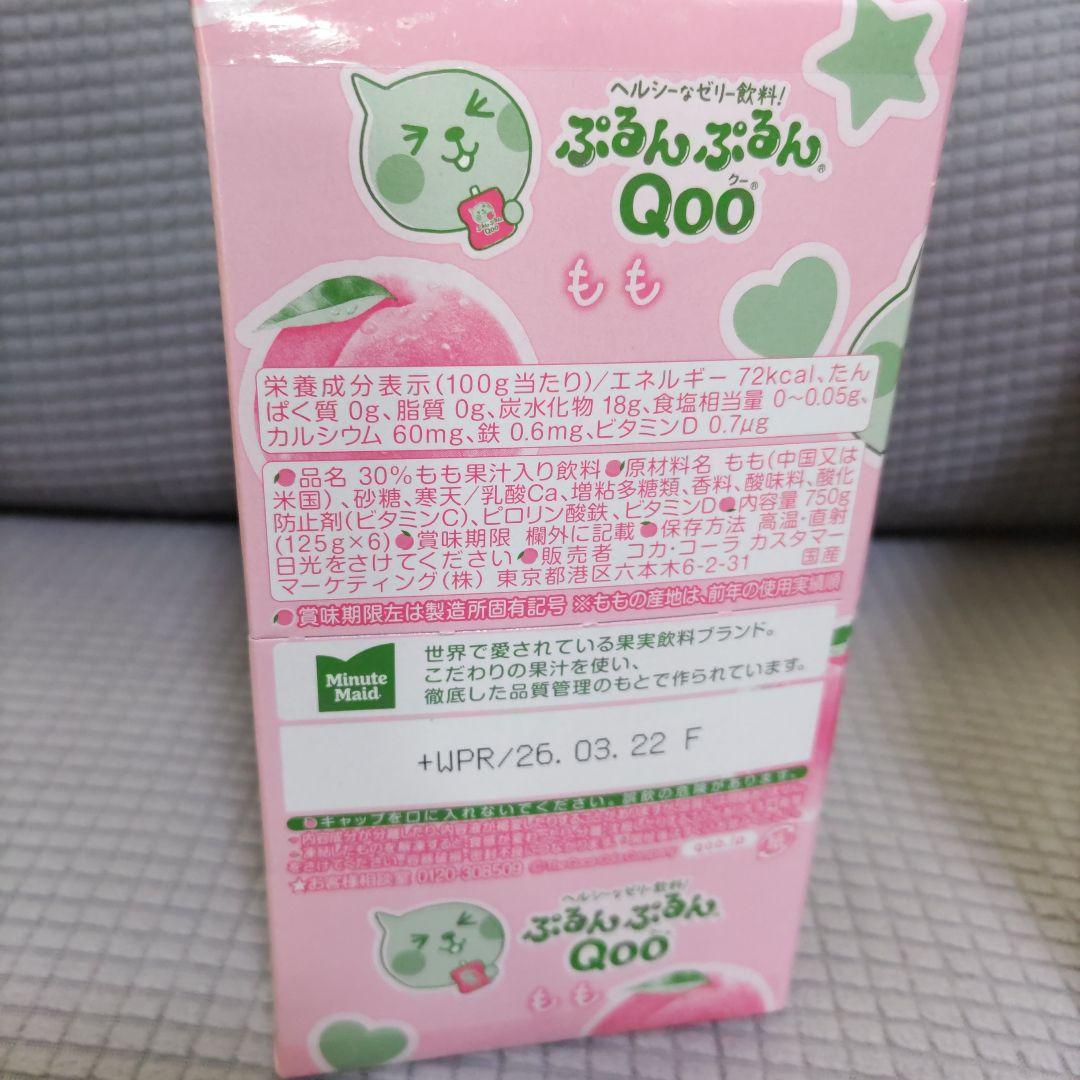 ヘルシーなゼリー飲料!
ぷるんぷるん®
クー®
Qoo
もも
栄養成分表示(100g当たり)/エネルギー 72kcal、たん
ぱく質 0g、脂質 0g、炭水化物 18g、食塩相当量 0〜0.05g、
カルシウム 60mg、鉄 0.6mg、ビタミンD 0.7μg
品名 30%もも果汁入り飲料 原材料名 もも(中国又は
米国)、砂糖、寒天/乳酸Ca、増粘多糖類、香料、酸味料、酸化
防止剤(ビタミンC)、ピロリン酸鉄、ビタミンD 内容量 750g
(125g×6) 賞味期限 欄外に記載 保存方法 高温・直射
日光をさけてください 販売者 コカ・コーラ カスタマー
マーケティング(株) 東京都港区六本木6-2-31 国産
賞味期限左は製造所固有記号 ※ももの産地は、前年の使用実績順
Minute
Maid
世界で愛されている果実飲料ブランド。
こだわりの果汁を使い、
徹底した品質管理のもとで作られています。
+WPR/26. 03. 22 F
キャップを口に入れないでください。誤飲の危険があります。
★お客様相談室 0120-308509 © The Coca-Cola Company
qoo.jp
ヘルシーなゼリー飲料!
ぷるんぷるん
Qoo
もも